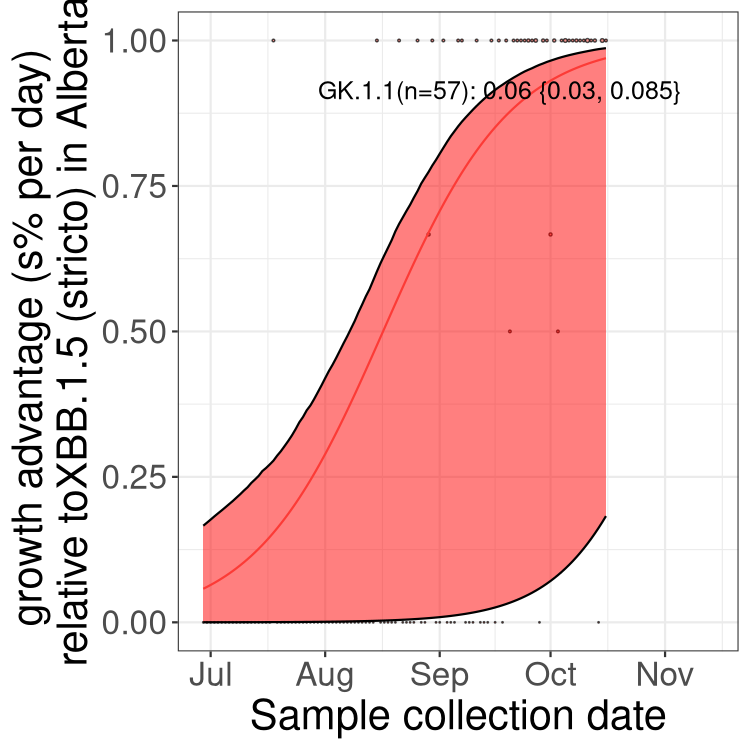 growth advantage (s% per day)
relative toXBB.1.5 (stricto) in Alberta
1.00
0.75
0.50
0.25
0.00
GK.1.1(n=57): 0.06 {0.03, 0.085}
Jul Aug Sep Oct Nov
Sample collection date